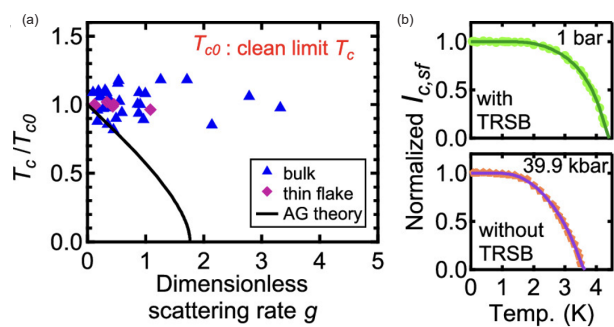 (a)
T_c0 : clean limit T_c
T_c/T_c0
1.5
1.0
0.5
0.0
bulk
thin flake
AG theory
0
1
2
3
4
5
Dimensionless
scattering rate g
(b)
Normalized I_c,sf
1 bar
1.0
0.5
0.0
with
TRSB
39.9 kbar
1.0
0.5
0.0
without
TRSB
0
1
2
3
4
Temp. (K)